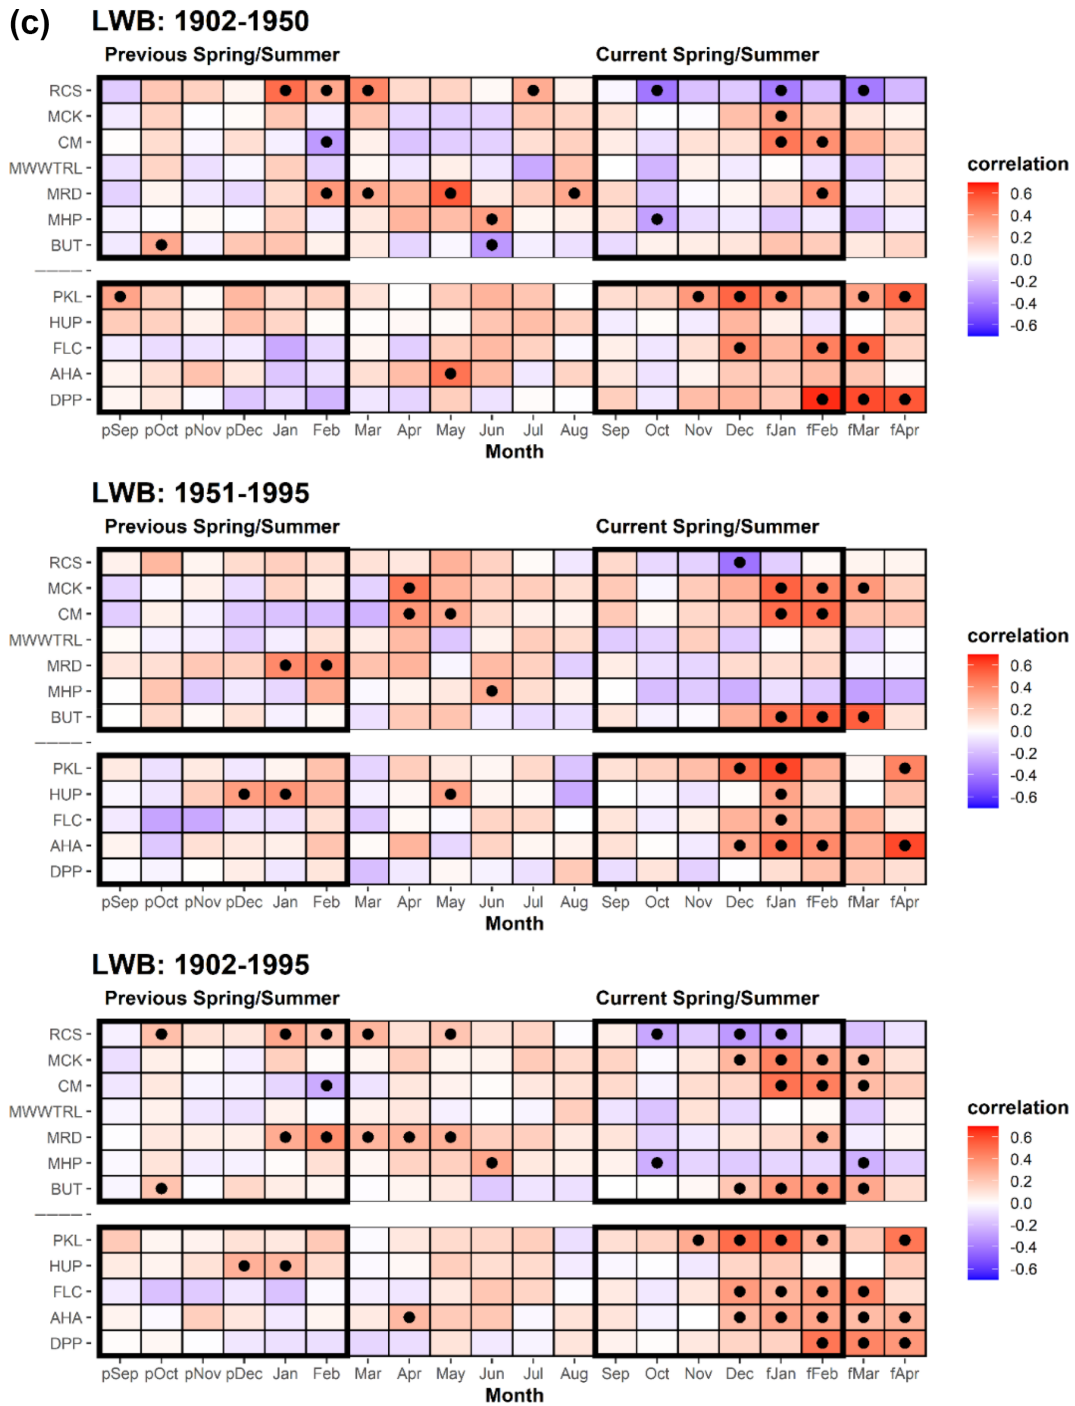 (c)
LWB: 1902-1950
Previous Spring/Summer Current Spring/Summer
RCS
MCK
CM
MWWTRL
MRD
MHP
BUT
————
PKL
HUP
FLC
AHA
DPP
pSep pOct pNov pDec Jan Feb Mar Apr May Jun Jul Aug Sep Oct Nov Dec fJan fFeb fMar fApr
Month
correlation
0.6
0.4
0.2
0.0
-0.2
-0.4
-0.6
LWB: 1951-1995
Previous Spring/Summer Current Spring/Summer
RCS
MCK
CM
MWWTRL
MRD
MHP
BUT
————
PKL
HUP
FLC
AHA
DPP
pSep pOct pNov pDec Jan Feb Mar Apr May Jun Jul Aug Sep Oct Nov Dec fJan fFeb fMar fApr
Month
correlation
0.6
0.4
0.2
0.0
-0.2
-0.4
-0.6
LWB: 1902-1995
Previous Spring/Summer Current Spring/Summer
RCS
MCK
CM
MWWTRL
MRD
MHP
BUT
————
PKL
HUP
FLC
AHA
DPP
pSep pOct pNov pDec Jan Feb Mar Apr May Jun Jul Aug Sep Oct Nov Dec fJan fFeb fMar fApr
Month
correlation
0.6
0.4
0.2
0.0
-0.2
-0.4
-0.6